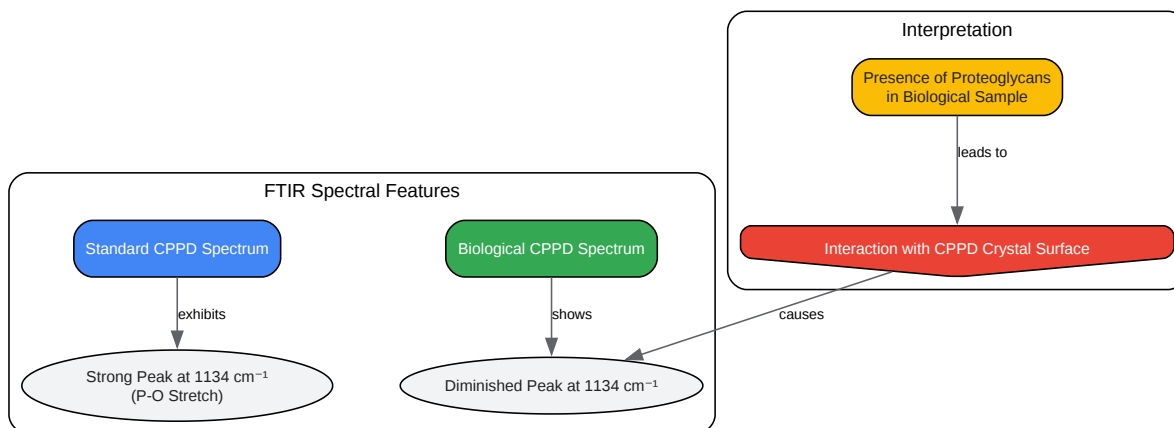 Interpretation
Presence of Proteoglycans
in Biological Sample
leads to
FTIR Spectral Features
Standard CPPD Spectrum
Biological CPPD Spectrum
Interaction with CPPD Crystal Surface
exhibits
shows
causes
Strong Peak at 1134 cm⁻¹
(P-O Stretch)
Diminished Peak at 1134 cm⁻¹